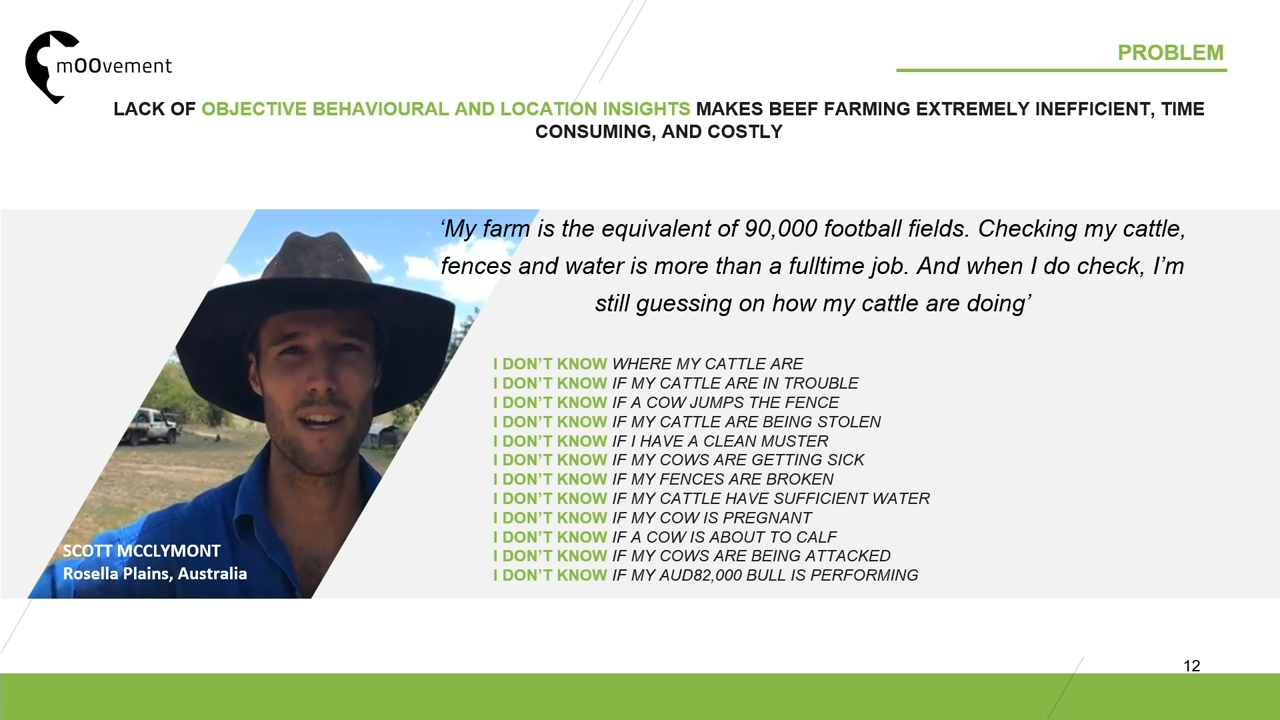 mOOvement
PROBLEM
LACK OF OBJECTIVE BEHAVIOURAL AND LOCATION INSIGHTS MAKES BEEF FARMING EXTREMELY INEFFICIENT, TIME
CONSUMING, AND COSTLY
‘My farm is the equivalent of 90,000 football fields. Checking my cattle,
fences and water is more than a fulltime job. And when I do check, I’m
still guessing on how my cattle are doing’
I DON’T KNOW WHERE MY CATTLE ARE
I DON’T KNOW IF MY CATTLE ARE IN TROUBLE
I DON’T KNOW IF A COW JUMPS THE FENCE
I DON’T KNOW IF MY CATTLE ARE BEING STOLEN
I DON’T KNOW IF I HAVE A CLEAN MUSTER
I DON’T KNOW IF MY COWS ARE GETTING SICK
I DON’T KNOW IF MY FENCES ARE BROKEN
I DON’T KNOW IF MY CATTLE HAVE SUFFICIENT WATER
I DON’T KNOW IF MY COW IS PREGNANT
I DON’T KNOW IF A COW IS ABOUT TO CALF
I DON’T KNOW IF MY COWS ARE BEING ATTACKED
I DON’T KNOW IF MY AUD82,000 BULL IS PERFORMING
SCOTT MCCLYMONT
Rosella Plains, Australia
12